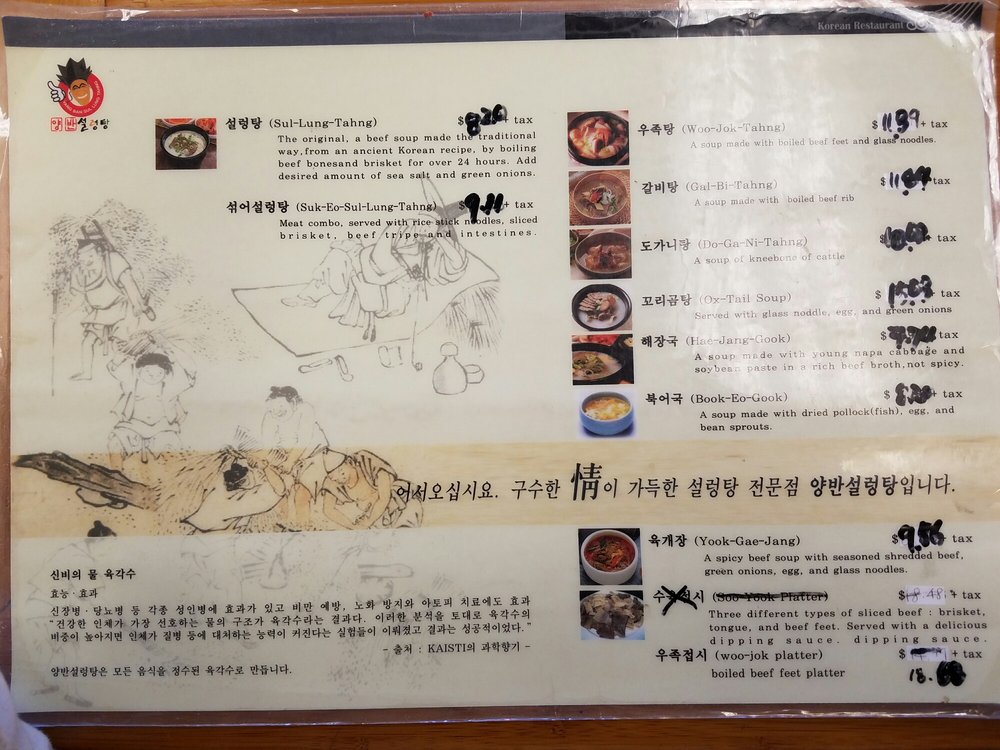 Korean Restaurant
양반설렁탕
설렁탕 (Sul-Lung-Tahng) $ 8.20 + tax
The original, a beef soup made the traditional
way,from an ancient Korean recipe, by boiling
beef bonesand brisket for over 24 hours. Add
desired amount of sea salt and green onions.
섞어설렁탕 (Suk-Eo-Sul-Lung-Tahng) $ 9.11 + tax
Meat combo, served with rice stick noodles, sliced
brisket, beef tripe and intestines.
우족탕 (Woo-Jok-Tahng) $ 11.39 + tax
A soup made with boiled beef feet and glass noodles.
갈비탕 (Gal-Bi-Tahng) $ tax
A soup made with boiled beef rib
도가니탕 (Do-Ga-Ni-Tahng) $ + tax
A soup of kneebone of cattle
꼬리곰탕 (Ox-Tail Soup) $ tax
Served with glass noddle, egg, and green onions
해장국 (Hae-Jang-Gook) $ tax
A soup made with young napa cabbage and
soybean paste in a rich beef broth,not spicy.
북어국 (Book-Eo-Gook) $ + tax
A soup made with dried pollock(fish), egg, and
bean sprouts.
어서오십시요. 구수한 情이 가득한 설렁탕 전문점 양반설렁탕입니다.
육개장 (Yook-Gae-Jang) $ 9.56 tax
A spicy beef soup with seasoned shredded beef,
green onions, egg, and glass noodles.
수육접시 (Soo-Yook Platter) $ 18.48 + tax
Three different types of sliced beef : brisket,
tongue, and beef feet. Served with a delicious
dipping sauce. dipping sauce.
우족접시 (woo-jok platter) $ + tax
boiled beef feet platter 18.
신비의 물 육각수
효능·효과
신장병·당뇨병 등 각종 성인병에 효과가 있고 비만 예방, 노화 방지와 아토피 치료에도 효과
"건강한 인체가 가장 선호하는 물의 구조가 육각수라는 결과다. 이러한 분석을 토대로 육각수의
비중이 높아지면 인체가 질병 등에 대처하는 능력이 커진다는 실험들이 이뤄졌고 결과는 성공적이었다."
- 출처 : KAISTI의 과학향기 -
양반설렁탕은 모든 음식을 정수된 육각수로 만듭니다.